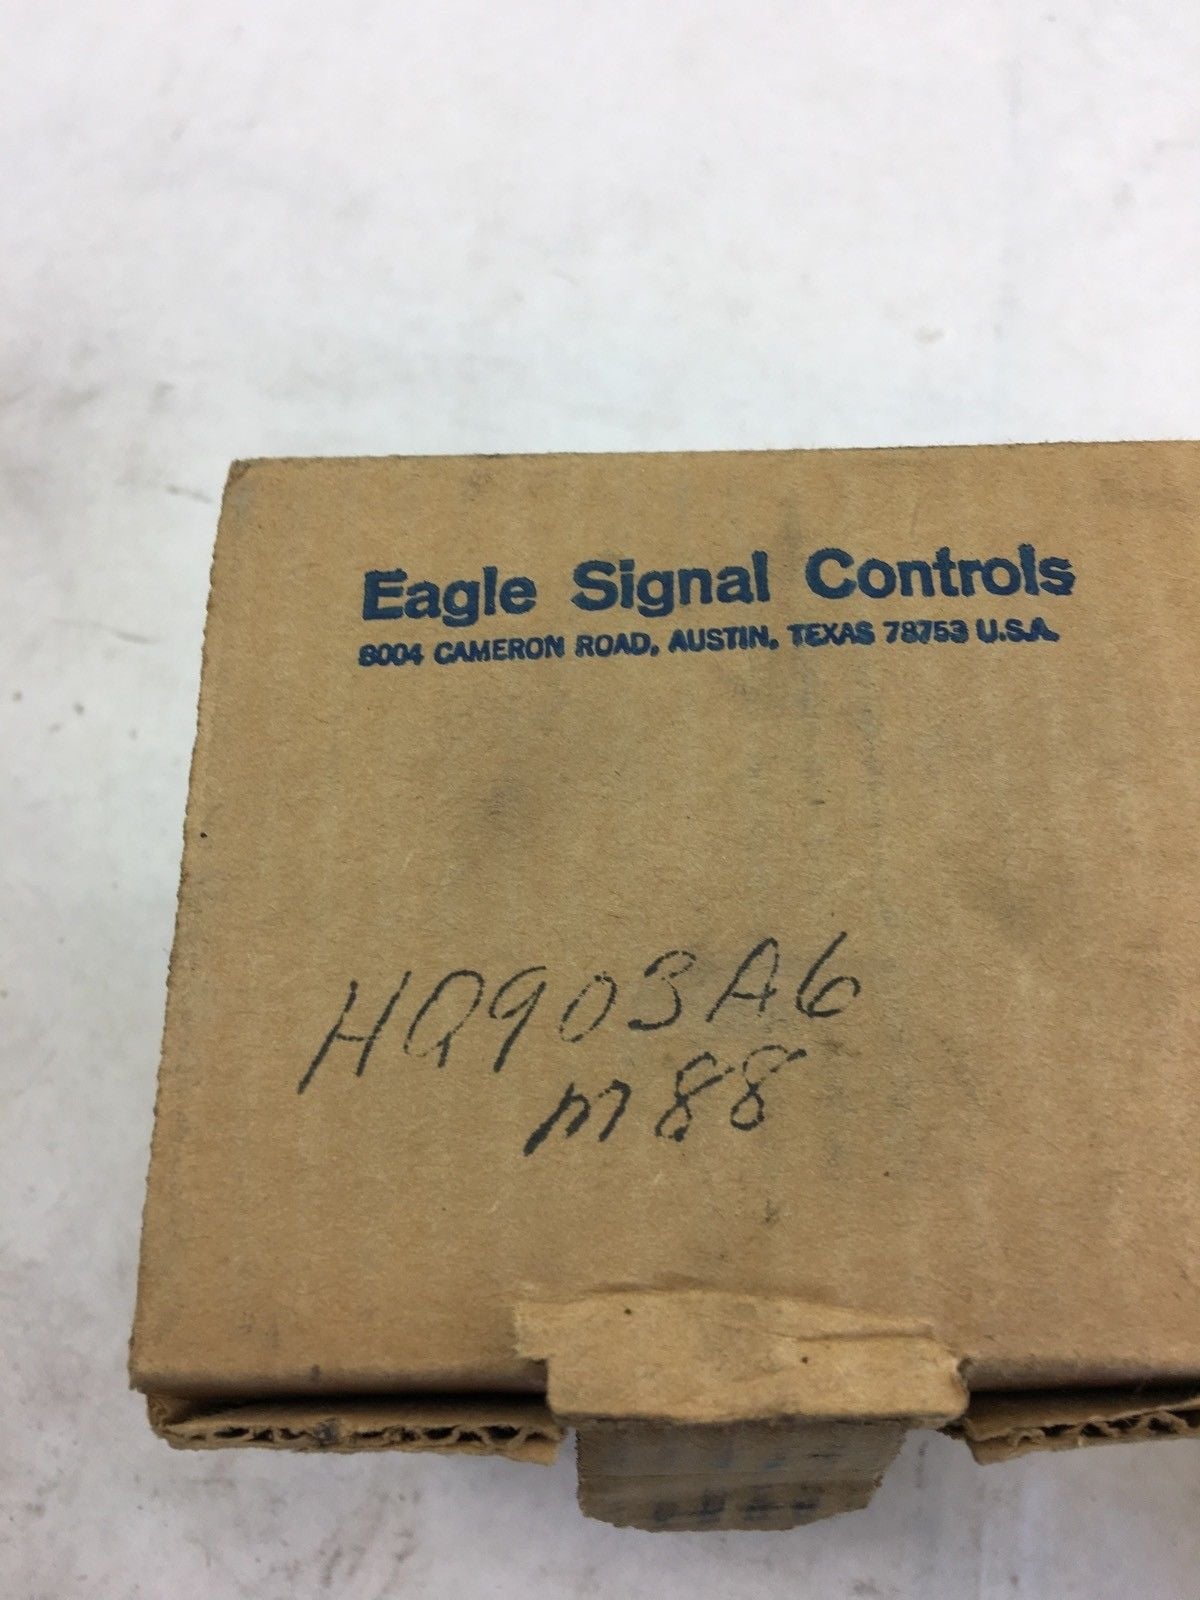 Eagle Signal Controls
8004 CAMERON ROAD, AUSTIN, TEXAS 78753 U.S.A.
HQ903A6
m88